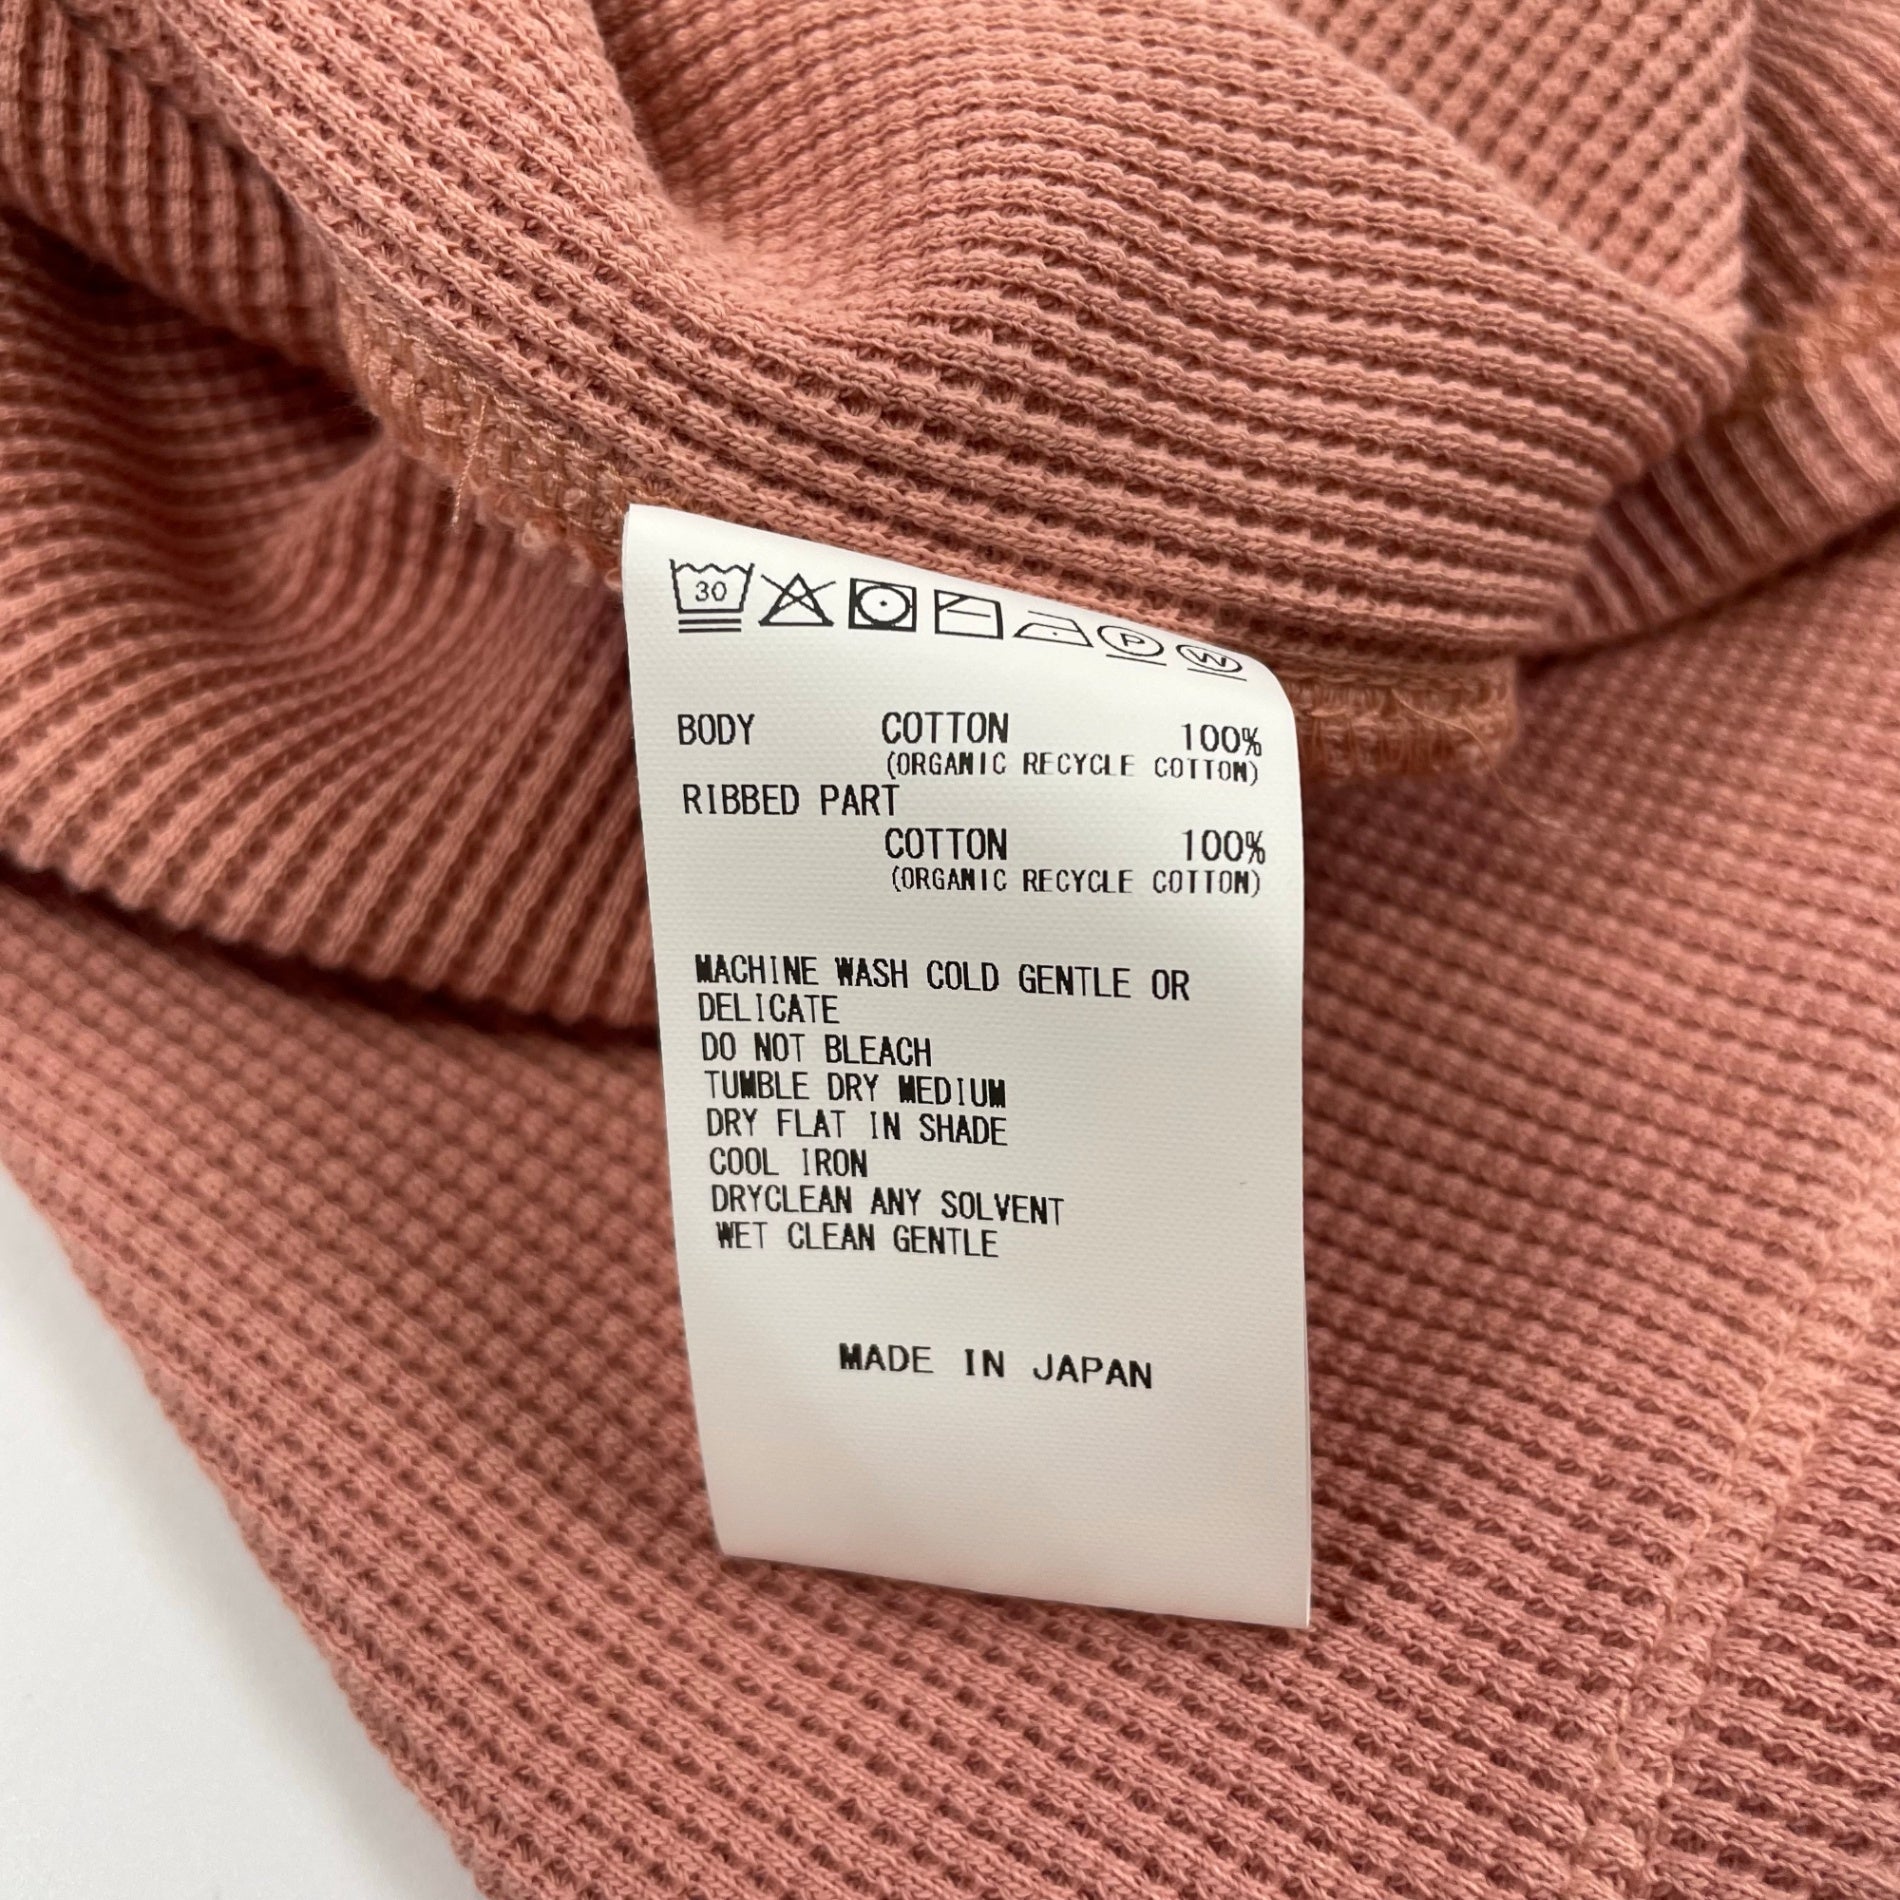 30 P W
BODY COTTON 100%
(ORGANIC RECYCLE COTTON)
RIBBED PART
COTTON 100%
(ORGANIC RECYCLE COTTON)
MACHINE WASH COLD GENTLE OR
DELICATE
DO NOT BLEACH
TUMBLE DRY MEDIUM
DRY FLAT IN SHADE
COOL IRON
DRYCLEAN ANY SOLVENT
WET CLEAN GENTLE
MADE IN JAPAN